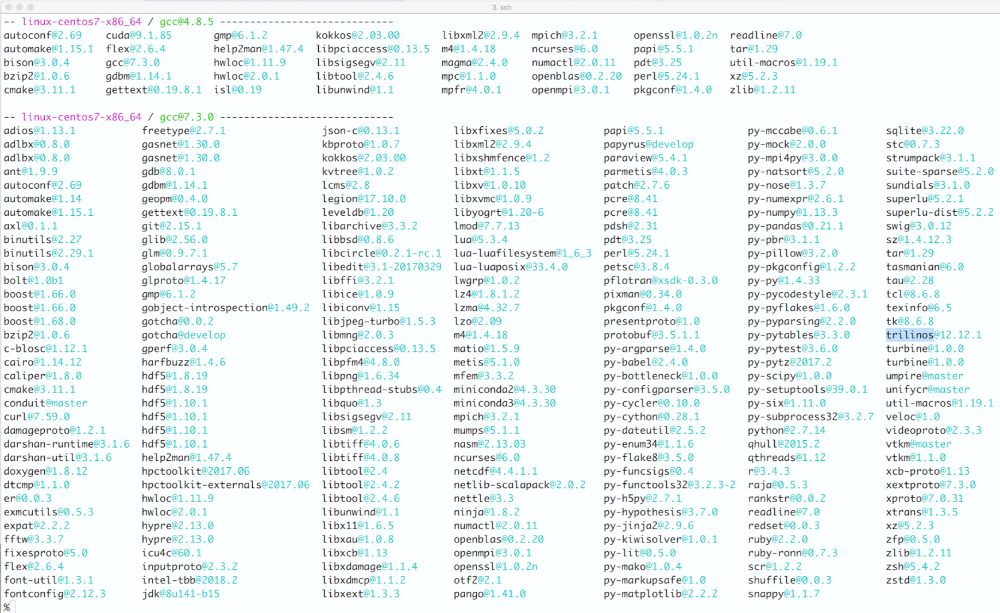 3. ssh
-- linux-centos7-x86_64 / gcc@4.8.5 -----------------------------
autoconf@2.69 cuda@9.1.85 gmp@6.1.2 kokkos@2.03.00 libxml2@2.9.4 mpich@3.2.1 openssl@1.0.2n readline@7.0
automake@1.15.1 flex@2.6.4 help2man@1.47.4 libpciaccess@0.13.5 m4@1.4.18 ncurses@6.0 papi@5.5.1 tar@1.29
bison@3.0.4 gcc@7.3.0 hwloc@1.11.9 libsigsegv@2.11 magma@2.4.0 numactl@2.0.11 pdt@3.25 util-macros@1.19.1
bzip2@1.0.6 gdbm@1.14.1 hwloc@2.0.1 libtool@2.4.6 mpc@1.1.0 openblas@0.2.20 perl@5.24.1 xz@5.2.3
cmake@3.11.1 gettext@0.19.8.1 isl@0.19 libunwind@1.1 mpfr@4.0.1 openmpi@3.0.1 pkgconf@1.4.0 zlib@1.2.11
-- linux-centos7-x86_64 / gcc@7.3.0 -----------------------------
adios@1.13.1 freetype@2.7.1 json-c@0.13.1 libxfixes@5.0.2 papi@5.5.1 py-mccabe@0.6.1 sqlite@3.22.0
adlbx@0.8.0 gasnet@1.30.0 kbproto@1.0.7 libxml2@2.9.4 papyrus@develop py-mock@2.0.0 stc@0.7.3
adlbx@0.8.0 gasnet@1.30.0 kokkos@2.03.00 libxshmfence@1.2 paraview@5.4.1 py-mpi4py@3.0.0 strumpack@3.1.1
ant@1.9.9 gdb@8.0.1 kvtree@1.0.2 libxt@1.1.5 parmetis@4.0.3 py-natsort@5.2.0 suite-sparse@5.2.0
autoconf@2.69 gdbm@1.14.1 lcms@2.8 libxv@1.0.10 patch@2.7.6 py-nose@1.3.7 sundials@3.1.0
automake@1.14 geopm@0.4.0 legion@17.10.0 libxvmc@1.0.9 pcre@8.41 py-numexpr@2.6.1 superlu@5.2.1
automake@1.15.1 gettext@0.19.8.1 leveldb@1.20 libyogrt@1.20-6 pcre@8.41 py-numpy@1.13.3 superlu-dist@5.2.2
axl@0.1.1 git@2.15.1 libarchive@3.3.2 lmod@7.7.13 pdsh@2.31 py-pandas@0.21.1 swig@3.0.12
binutils@2.27 glib@2.56.0 libbsd@0.8.6 lua@5.3.4 pdt@3.25 py-pbr@3.1.1 sz@1.4.12.3
binutils@2.29.1 glm@0.9.7.1 libcircle@0.2.1-rc.1 lua-luafilesystem@1_6_3 perl@5.24.1 py-pillow@3.2.0 tar@1.29
bison@3.0.4 globalarrays@5.7 libedit@3.1-20170329 lua-luaposix@33.4.0 petsc@3.8.4 py-pkgconfig@1.2.2 tasmanian@6.0
bolt@1.0b1 glproto@1.4.17 libffi@3.2.1 lwgrp@1.0.2 pflotran@xsdk-0.3.0 py-py@1.4.33 tau@2.28
boost@1.66.0 gmp@6.1.2 libice@1.0.9 lz4@1.8.1.2 pixman@0.34.0 py-pycodestyle@2.3.1 tcl@8.6.8
boost@1.66.0 gobject-introspection@1.49.2 libiconv@1.15 lzma@4.32.7 pkgconf@1.4.0 py-pyflakes@1.6.0 texinfo@6.5
boost@1.68.0 gotcha@0.0.2 libjpeg-turbo@1.5.3 lzo@2.09 presentproto@1.0 py-pyparsing@2.2.0 tk@8.6.8
bzip2@1.0.6 gotcha@develop libmng@2.0.3 m4@1.4.18 protobuf@3.5.1.1 py-pytables@3.3.0 trilinos@12.12.1
c-blosc@1.12.1 gperf@3.0.4 libpciaccess@0.13.5 matio@1.5.9 py-argparse@1.4.0 py-pytest@3.6.0 turbine@1.0.0
cairo@1.14.12 harfbuzz@1.4.6 libpfm4@4.8.0 metis@5.1.0 py-babel@2.4.0 py-pytz@2017.2 turbine@1.0.0
caliper@1.8.0 hdf5@1.8.19 libpng@1.6.34 mfem@3.3.2 py-bottleneck@1.0.0 py-scipy@1.0.0 umpire@master
cmake@3.11.1 hdf5@1.8.19 libpthread-stubs@0.4 miniconda2@4.3.30 py-configparser@3.5.0 py-setuptools@39.0.1 unifycr@master
conduit@master hdf5@1.10.1 libquo@1.3 miniconda3@4.3.30 py-cycler@0.10.0 py-six@1.11.0 util-macros@1.19.1
curl@7.59.0 hdf5@1.10.1 libsigsegv@2.11 mpich@3.2.1 py-cython@0.28.1 py-subprocess32@3.2.7 veloc@1.0
damageproto@1.2.1 hdf5@1.10.1 libsm@1.2.2 mumps@5.1.1 py-dateutil@2.5.2 python@2.7.14 videoproto@2.3.3
darshan-runtime@3.1.6 hdf5@1.10.1 libtiff@4.0.6 nasm@2.13.03 py-enum34@1.1.6 qhull@2015.2 vtkm@master
darshan-util@3.1.6 help2man@1.47.4 libtiff@4.0.8 ncurses@6.0 py-flake8@3.5.0 qthreads@1.12 vtkm@1.1.0
doxygen@1.8.12 hpctoolkit@2017.06 libtool@2.4 netcdf@4.4.1.1 py-funcsigs@0.4 r@3.4.3 xcb-proto@1.13
dtcmp@1.1.0 hpctoolkit-externals@2017.06 libtool@2.4.2 netlib-scalapack@2.0.2 py-functools32@3.2.3-2 raja@0.5.3 xextproto@7.3.0
er@0.0.3 hwloc@1.11.9 libtool@2.4.6 nettle@3.3 py-h5py@2.7.1 rankstr@0.0.2 xproto@7.0.31
exmcutils@0.5.3 hwloc@2.0.1 libunwind@1.1 ninja@1.8.2 py-hypothesis@3.7.0 readline@7.0 xtrans@1.3.5
expat@2.2.2 hypre@2.13.0 libx11@1.6.5 numactl@2.0.11 py-jinja2@2.9.6 redset@0.0.3 xz@5.2.3
fftw@3.3.7 hypre@2.13.0 libxau@1.0.8 openblas@0.2.20 py-kiwisolver@1.0.1 ruby@2.2.0 zfp@0.5.0
fixesproto@5.0 icu4c@60.1 libxcb@1.13 openmpi@3.0.1 py-lit@0.5.0 ruby-ronn@0.7.3 zlib@1.2.11
flex@2.6.4 inputproto@2.3.2 libxdamage@1.1.4 openssl@1.0.2n py-mako@1.0.4 scr@1.2.2 zsh@5.4.2
font-util@1.3.1 intel-tbb@2018.2 libxdmcp@1.1.2 otf2@2.1 py-markupsafe@1.0 shuffile@0.0.3 zstd@1.3.0
fontconfig@2.12.3 jdk@8u141-b15 libxext@1.3.3 pango@1.41.0 py-matplotlib@2.2.2 snappy@1.1.7
%